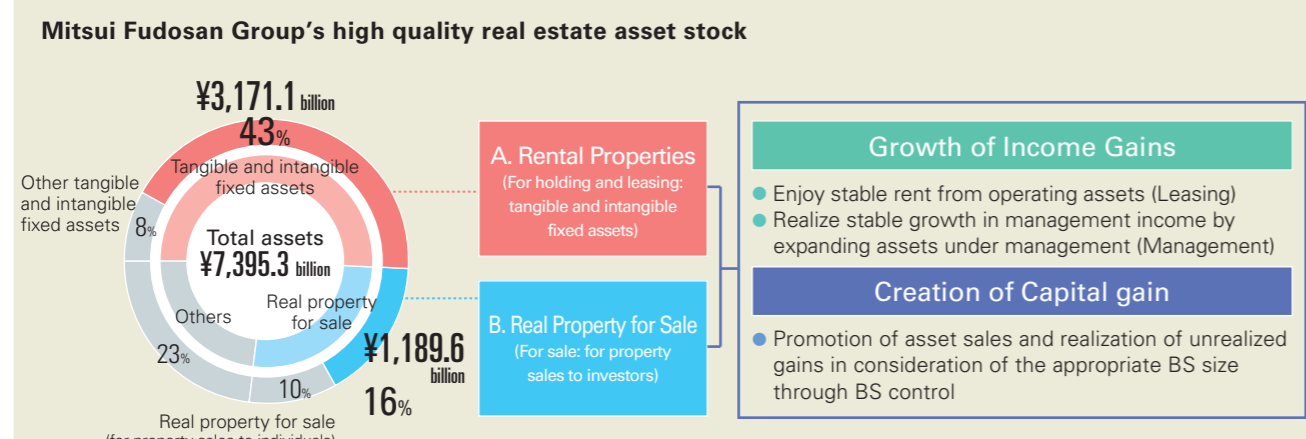 Mitsui Fudosan Group's high quality real estate asset stock
¥3,171.1 billion
43%
Tangible and intangible
fixed assets
Other tangible
and intangible
fixed assets
8%
Total assets
¥7,395.3 billion
Real property
for sale
Others
23%
10%
¥1,189.6
billion
16%
Real property for sale
(for property sales to individuals)
A. Rental Properties
(For holding and leasing:
tangible and intangible
fixed assets)
B. Real Property for Sale
(For sale: for property
sales to investors)
Growth of Income Gains
● Enjoy stable rent from operating assets (Leasing)
● Realize stable growth in management income by
expanding assets under management (Management)
Creation of Capital gain
● Promotion of asset sales and realization of unrealized
gains in consideration of the appropriate BS size
through BS control